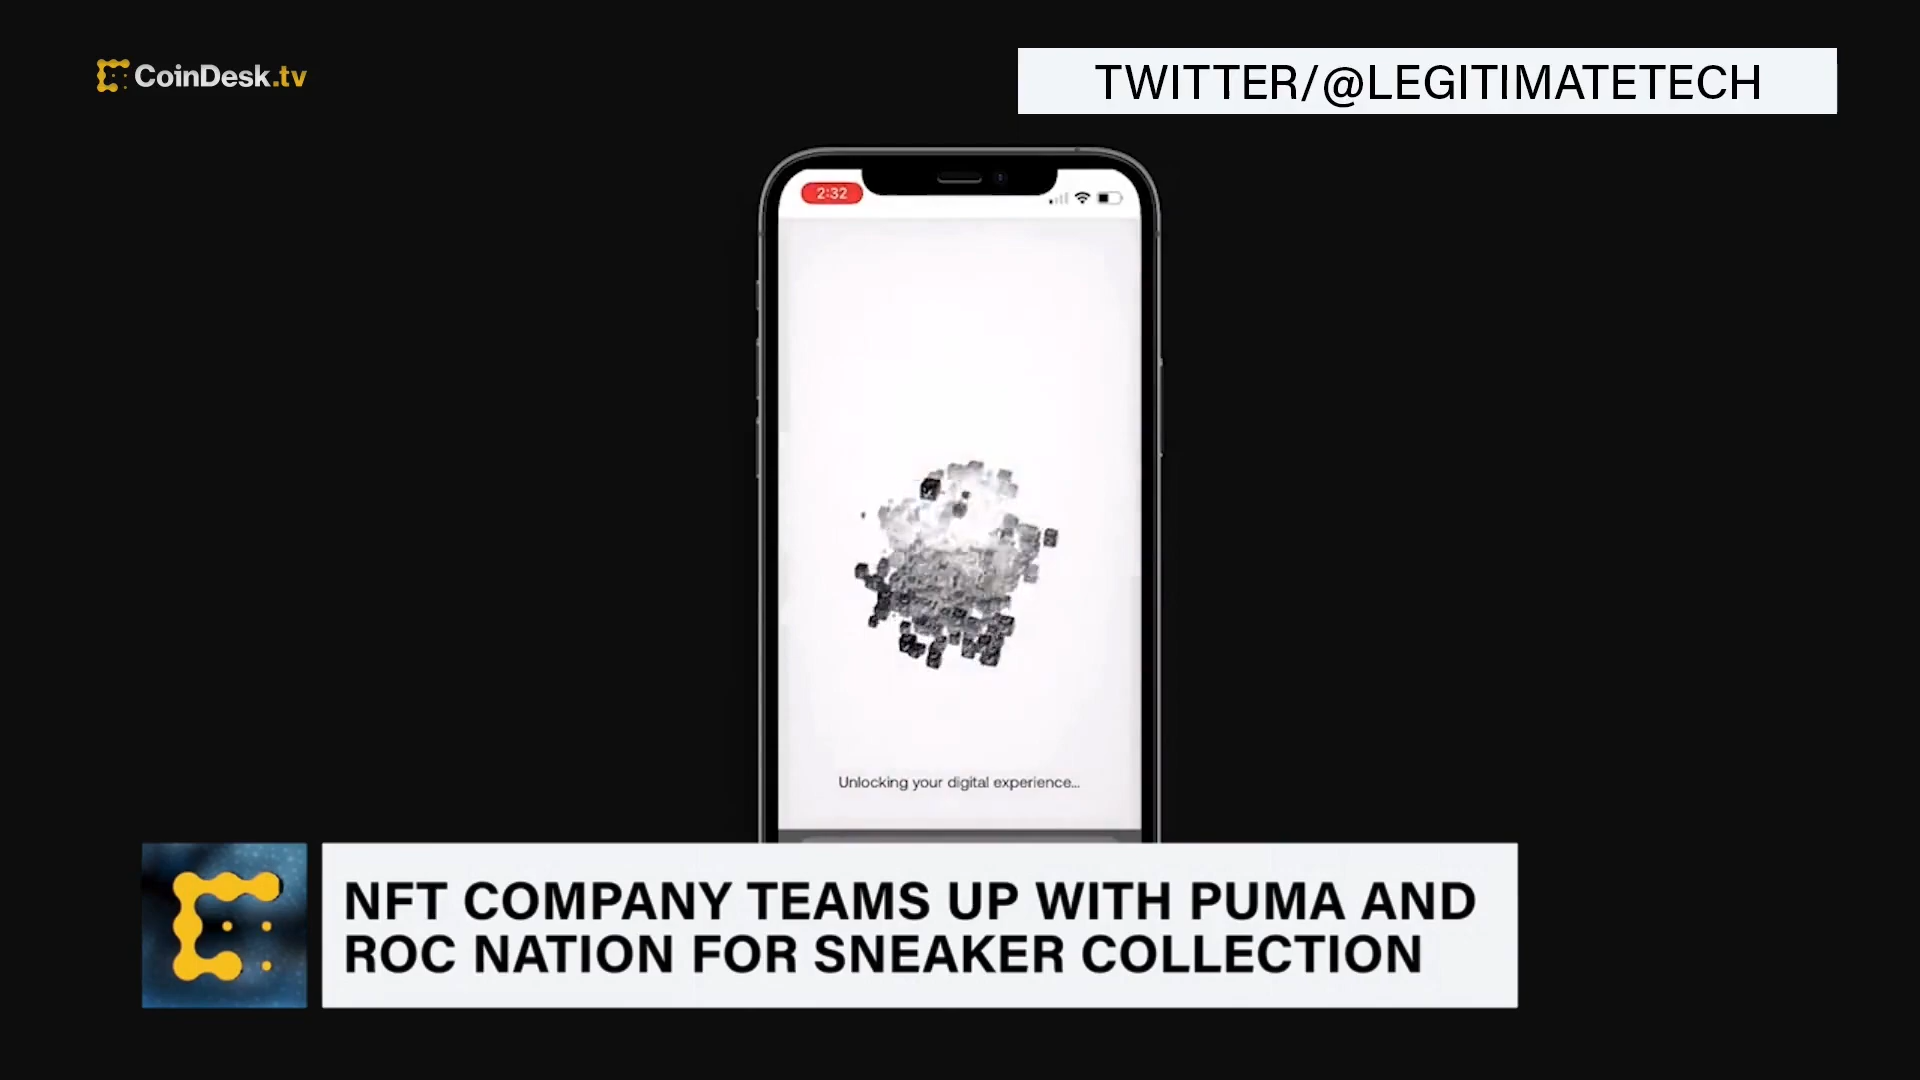 CoinDesk.tv
TWITTER/@LEGITIMATETECH
2:32
Unlocking your digital experience...
NFT COMPANY TEAMS UP WITH PUMA AND
ROC NATION FOR SNEAKER COLLECTION